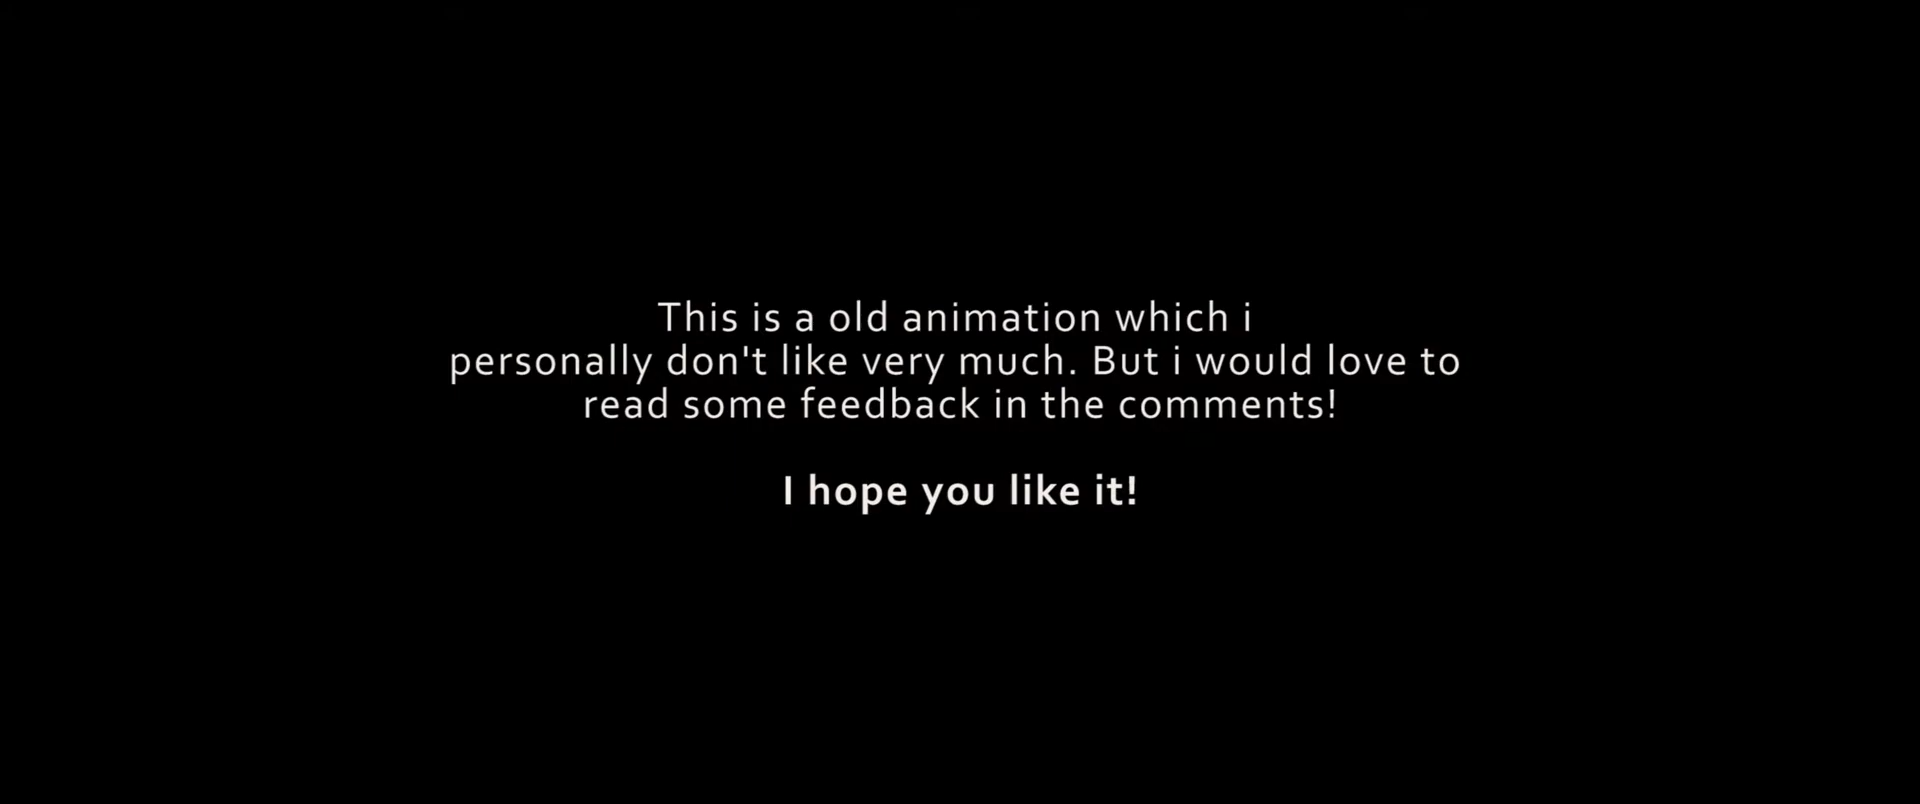 This is a old animation which i
personally don't like very much. But i would love to
read some feedback in the comments!
I hope you like it!